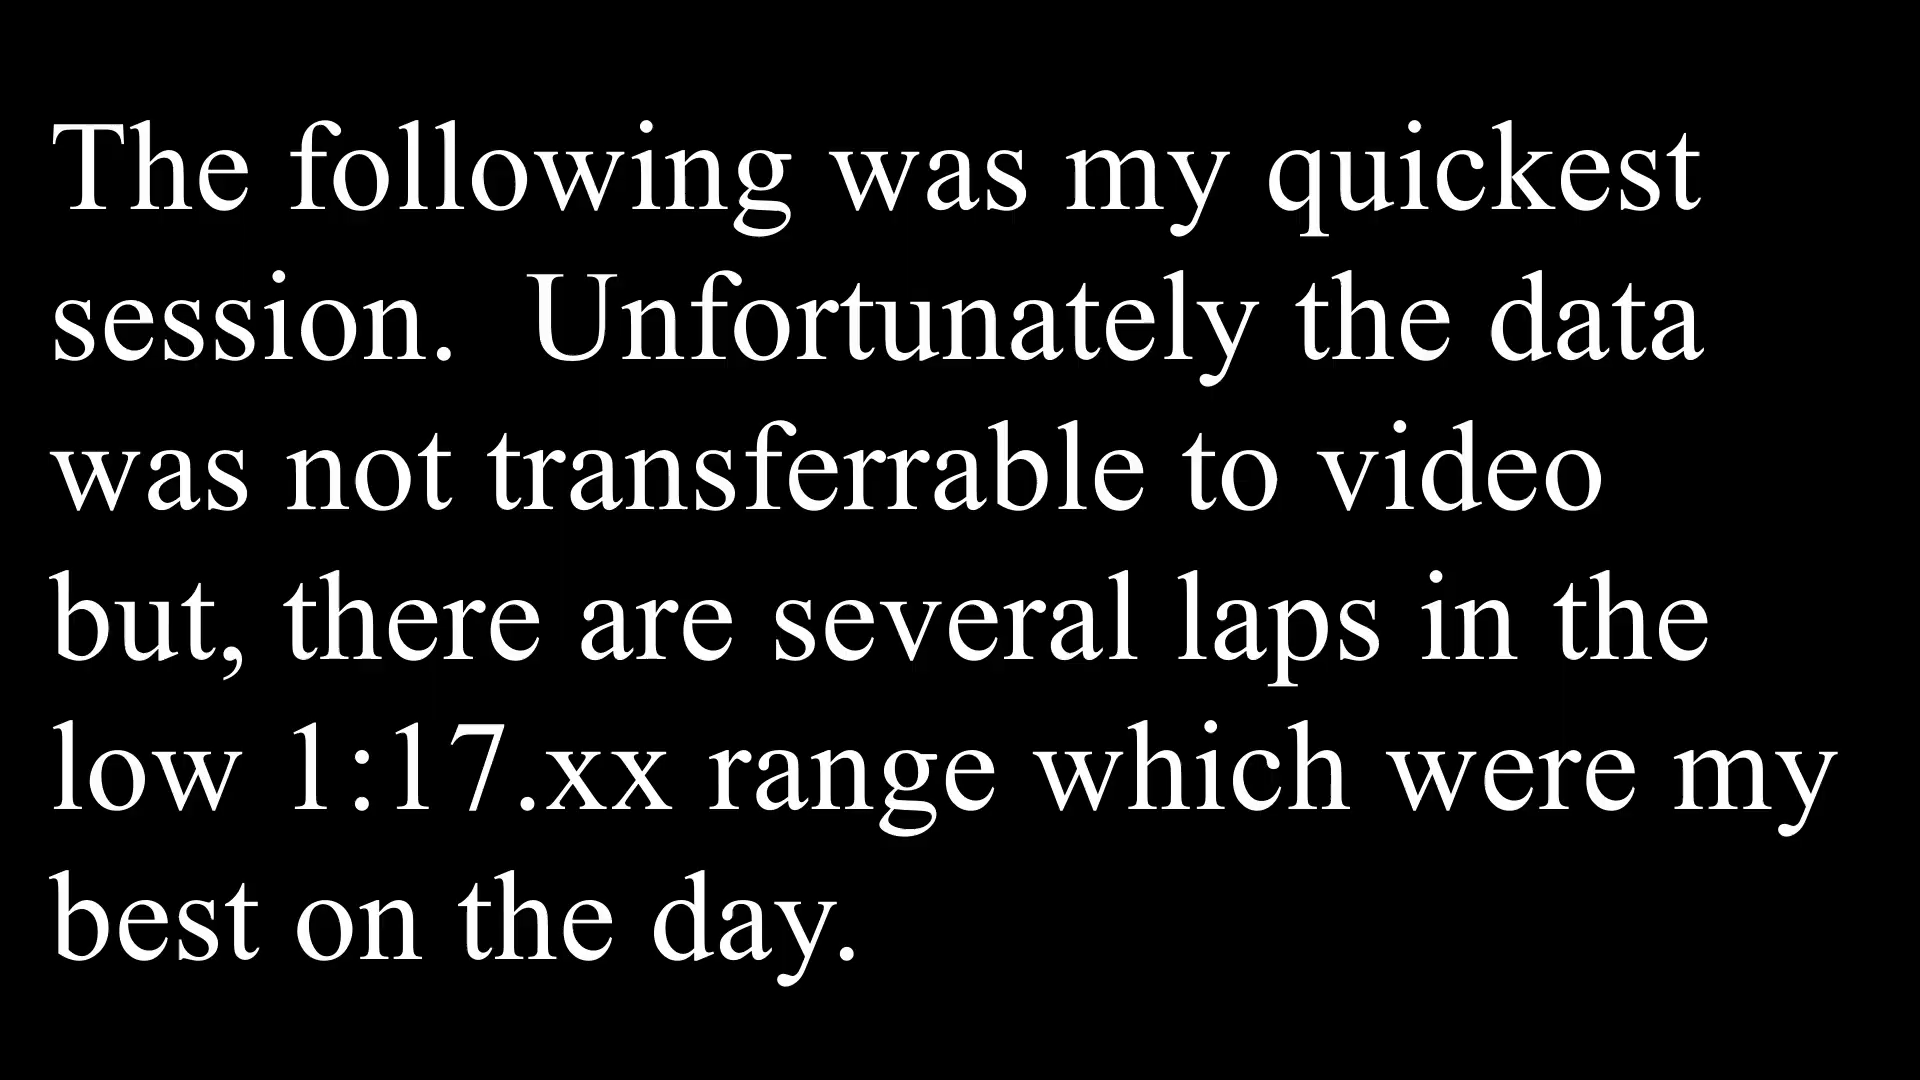 The following was my quickest
session.  Unfortunately the data
was not transferrable to video
but, there are several laps in the
low 1:17.xx range which were my
best on the day.